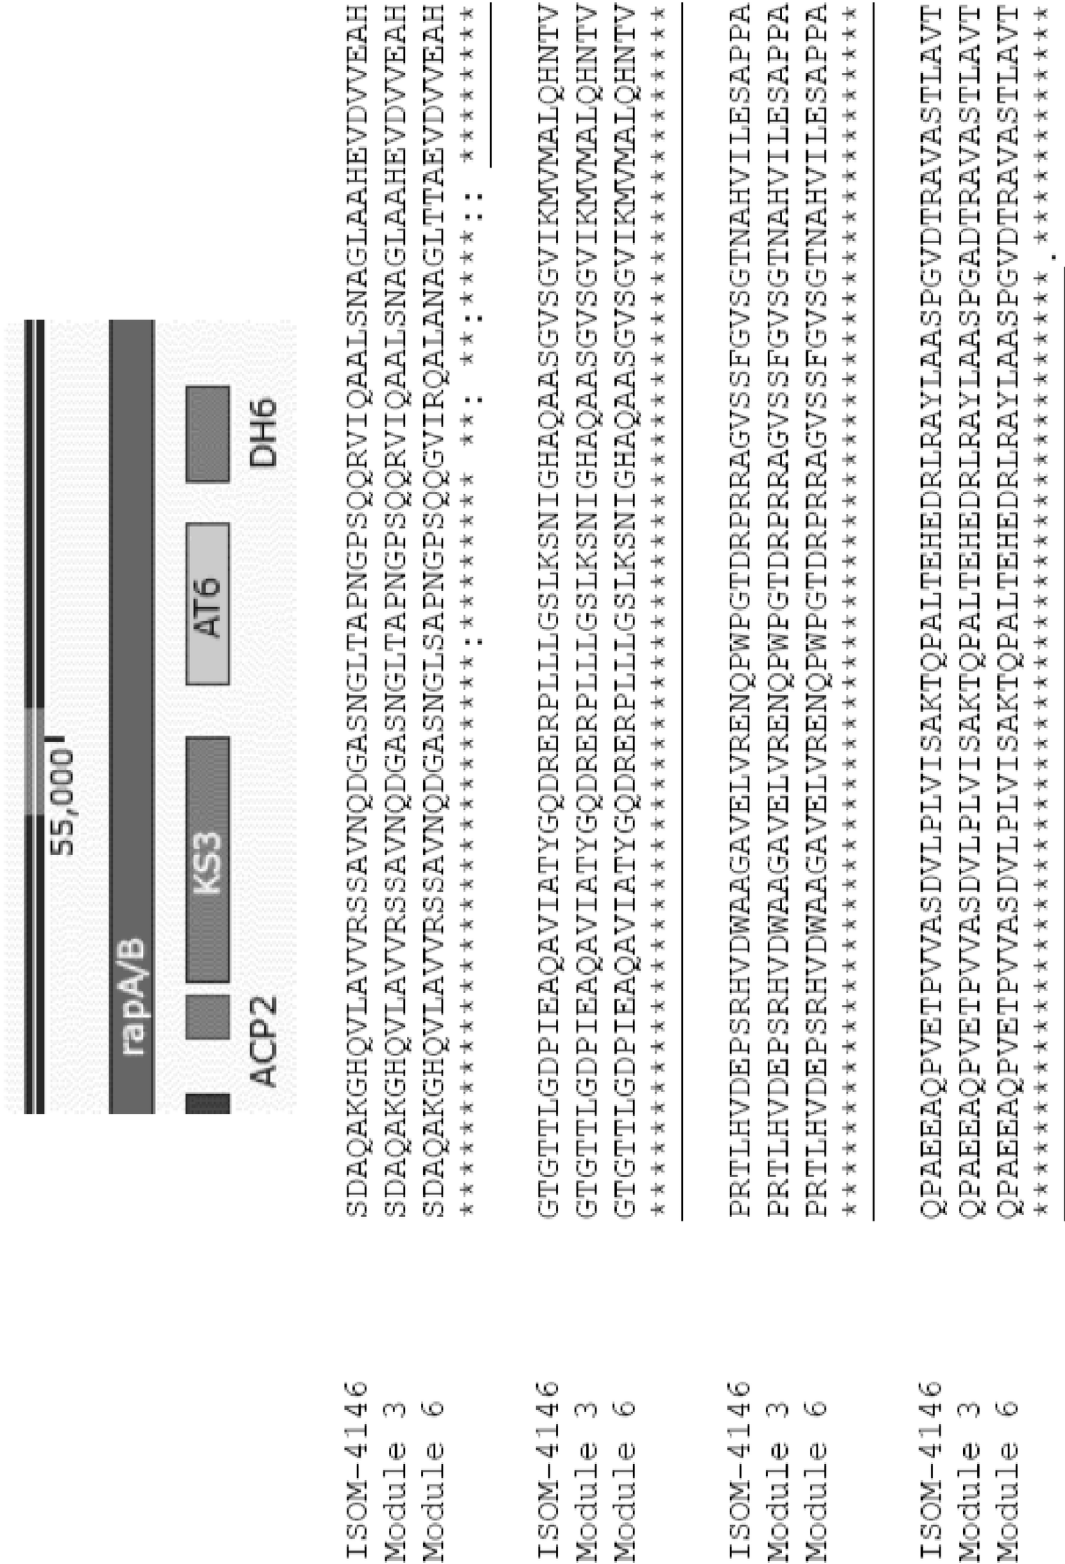 55,000
rapA/B
ACP2 KS3 AT6 DH6
ISOM-4146 SDAQAKGHQVLAVVRSSAVNQDGASNGLTAPNGPSQQRVIQAALSNAGLAAHEVDVVEAH
Module 3 SDAQAKGHQVLAVVRSSAVNQDGASNGLTAPNGPSQQRVIQAALSNAGLAAHEVDVVEAH
Module 6 SDAQAKGHQVLAVVRSSAVNQDGASNGLSAPNGPSQQGVIRQALANAGLTTAEVDVVEAH
****************************:******** **: **:****:: ********
ISOM-4146 GTGTTLGDPIEAQAVIATYGQDRERPLLLGSLKSNIGHAQAASGVSGVIKMVMALQHNTV
Module 3 GTGTTLGDPIEAQAVIATYGQDRERPLLLGSLKSNIGHAQAASGVSGVIKMVMALQHNTV
Module 6 GTGTTLGDPIEAQAVIATYGQDRERPLLLGSLKSNIGHAQAASGVSGVIKMVMALQHNTV
************************************************************
ISOM-4146 PRTLHVDEPSRHVDWAAGAVELVRENQPWPGTDRPRRAGVSSFGVSGTNAHVILESAPPA
Module 3 PRTLHVDEPSRHVDWAAGAVELVRENQPWPGTDRPRRAGVSSFGVSGTNAHVILESAPPA
Module 6 PRTLHVDEPSRHVDWAAGAVELVRENQPWPGTDRPRRAGVSSFGVSGTNAHVILESAPPA
************************************************************
ISOM-4146 QPAEEAQPVETPVVASDVLPLVISAKTQPALTEHEDRLRAYLAASPGVDTRAVASTLAVT
Module 3 QPAEEAQPVETPVVASDVLPLVISAKTQPALTEHEDRLRAYLAASPGADTRAVASTLAVT
Module 6 QPAEEAQPVETPVVASDVLPLVISAKTQPALTEHEDRLRAYLAASPGVDTRAVASTLAVT
***********************************************.************